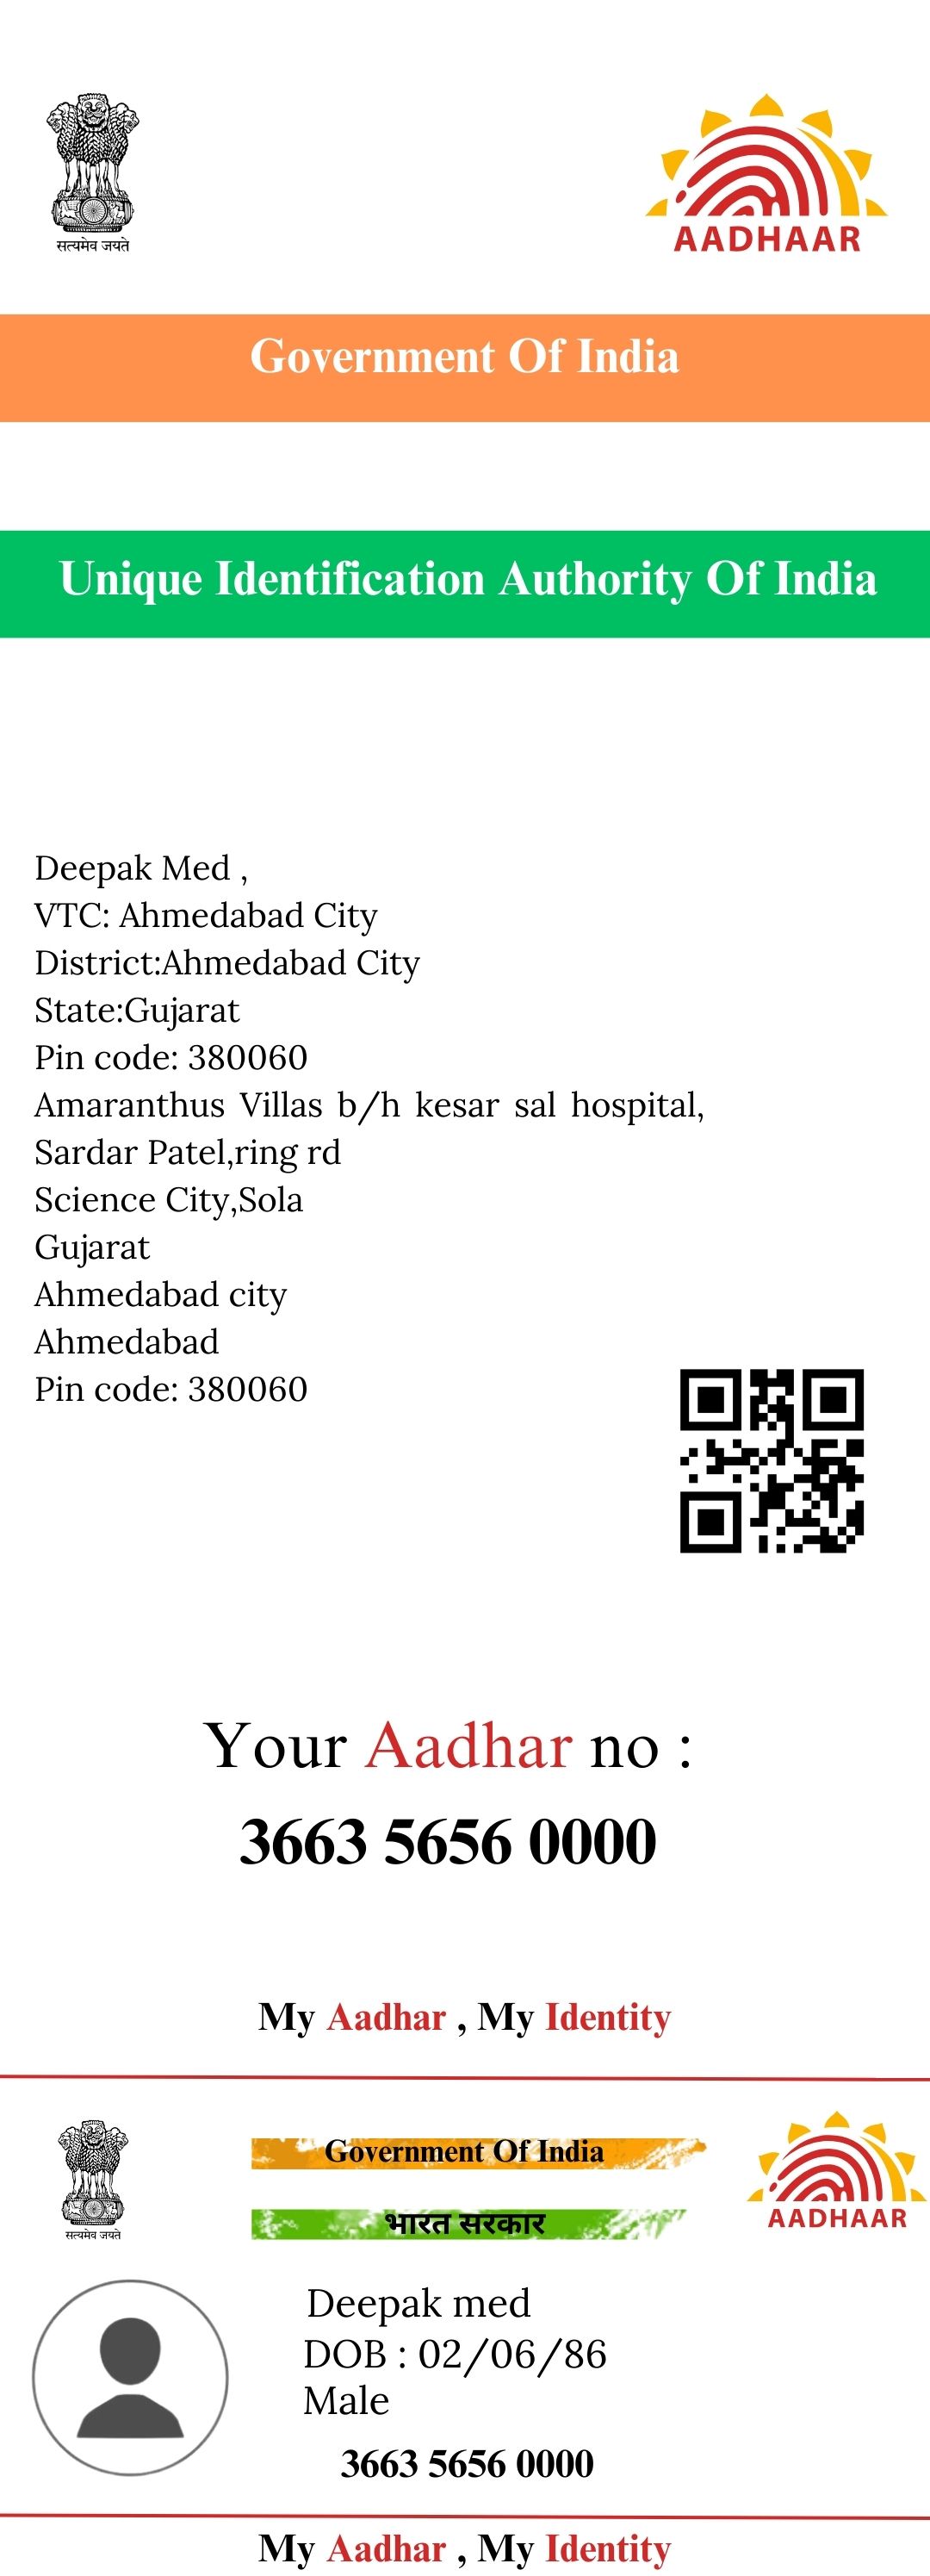 सत्यमेव जयते
AADHAAR
Government Of India
Unique Identification Authority Of India
Deepak Med ,
VTC: Ahmedabad City
District:Ahmedabad City
State:Gujarat
Pin code: 380060
Amaranthus Villas b/h kesar sal hospital,
Sardar Patel,ring rd
Science City,Sola
Gujarat
Ahmedabad city
Ahmedabad
Pin code: 380060
Your Aadhar no :
3663 5656 0000
My Aadhar , My Identity
सत्यमेव जयते
Government Of India
भारत सरकार
AADHAAR
Deepak med
DOB : 02/06/86
Male
3663 5656 0000
My Aadhar , My Identity